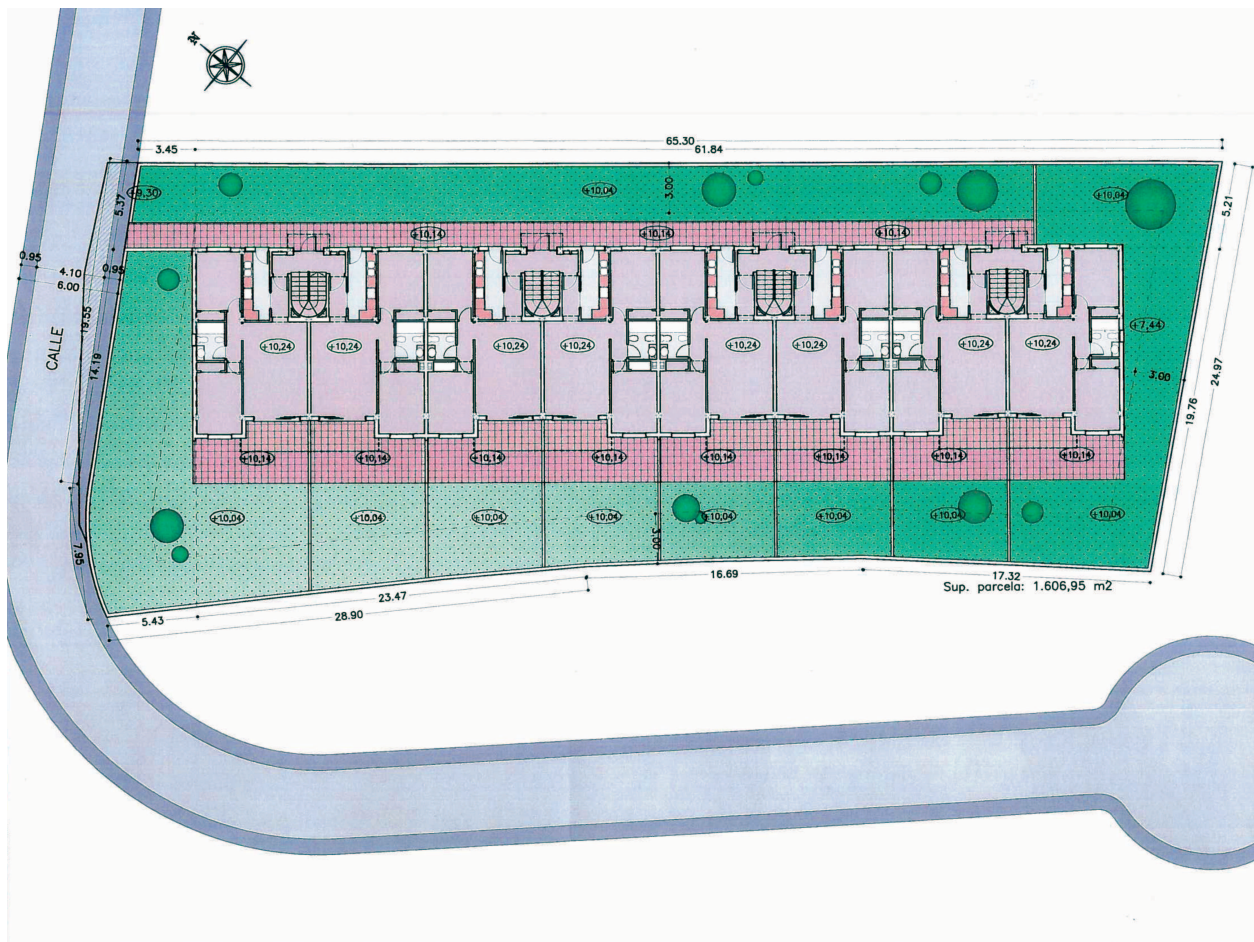 N
65.30
3.45 61.84
+9,30 +10,04 3.00 +10,04
5.37 5.21
+10,14 +10,14 +10,14
0.95 4.10 0.95
6.00
CALLE
19.55
14.19
+7,44
+10,24 +10,24 +10,24 +10,24 +10,24 +10,24 +10,24 +10,24
3.00
24.97
19.76
+10,14 +10,14 +10,14 +10,14 +10,14 +10,14 +10,14 +10,14
+10,04 +10,04 +10,04 +10,04 +10,04 +10,04 +10,04 +10,04
3.00
7.95
16.69 17.32
Sup. parcela: 1.606,95 m2
23.47
5.43 28.90